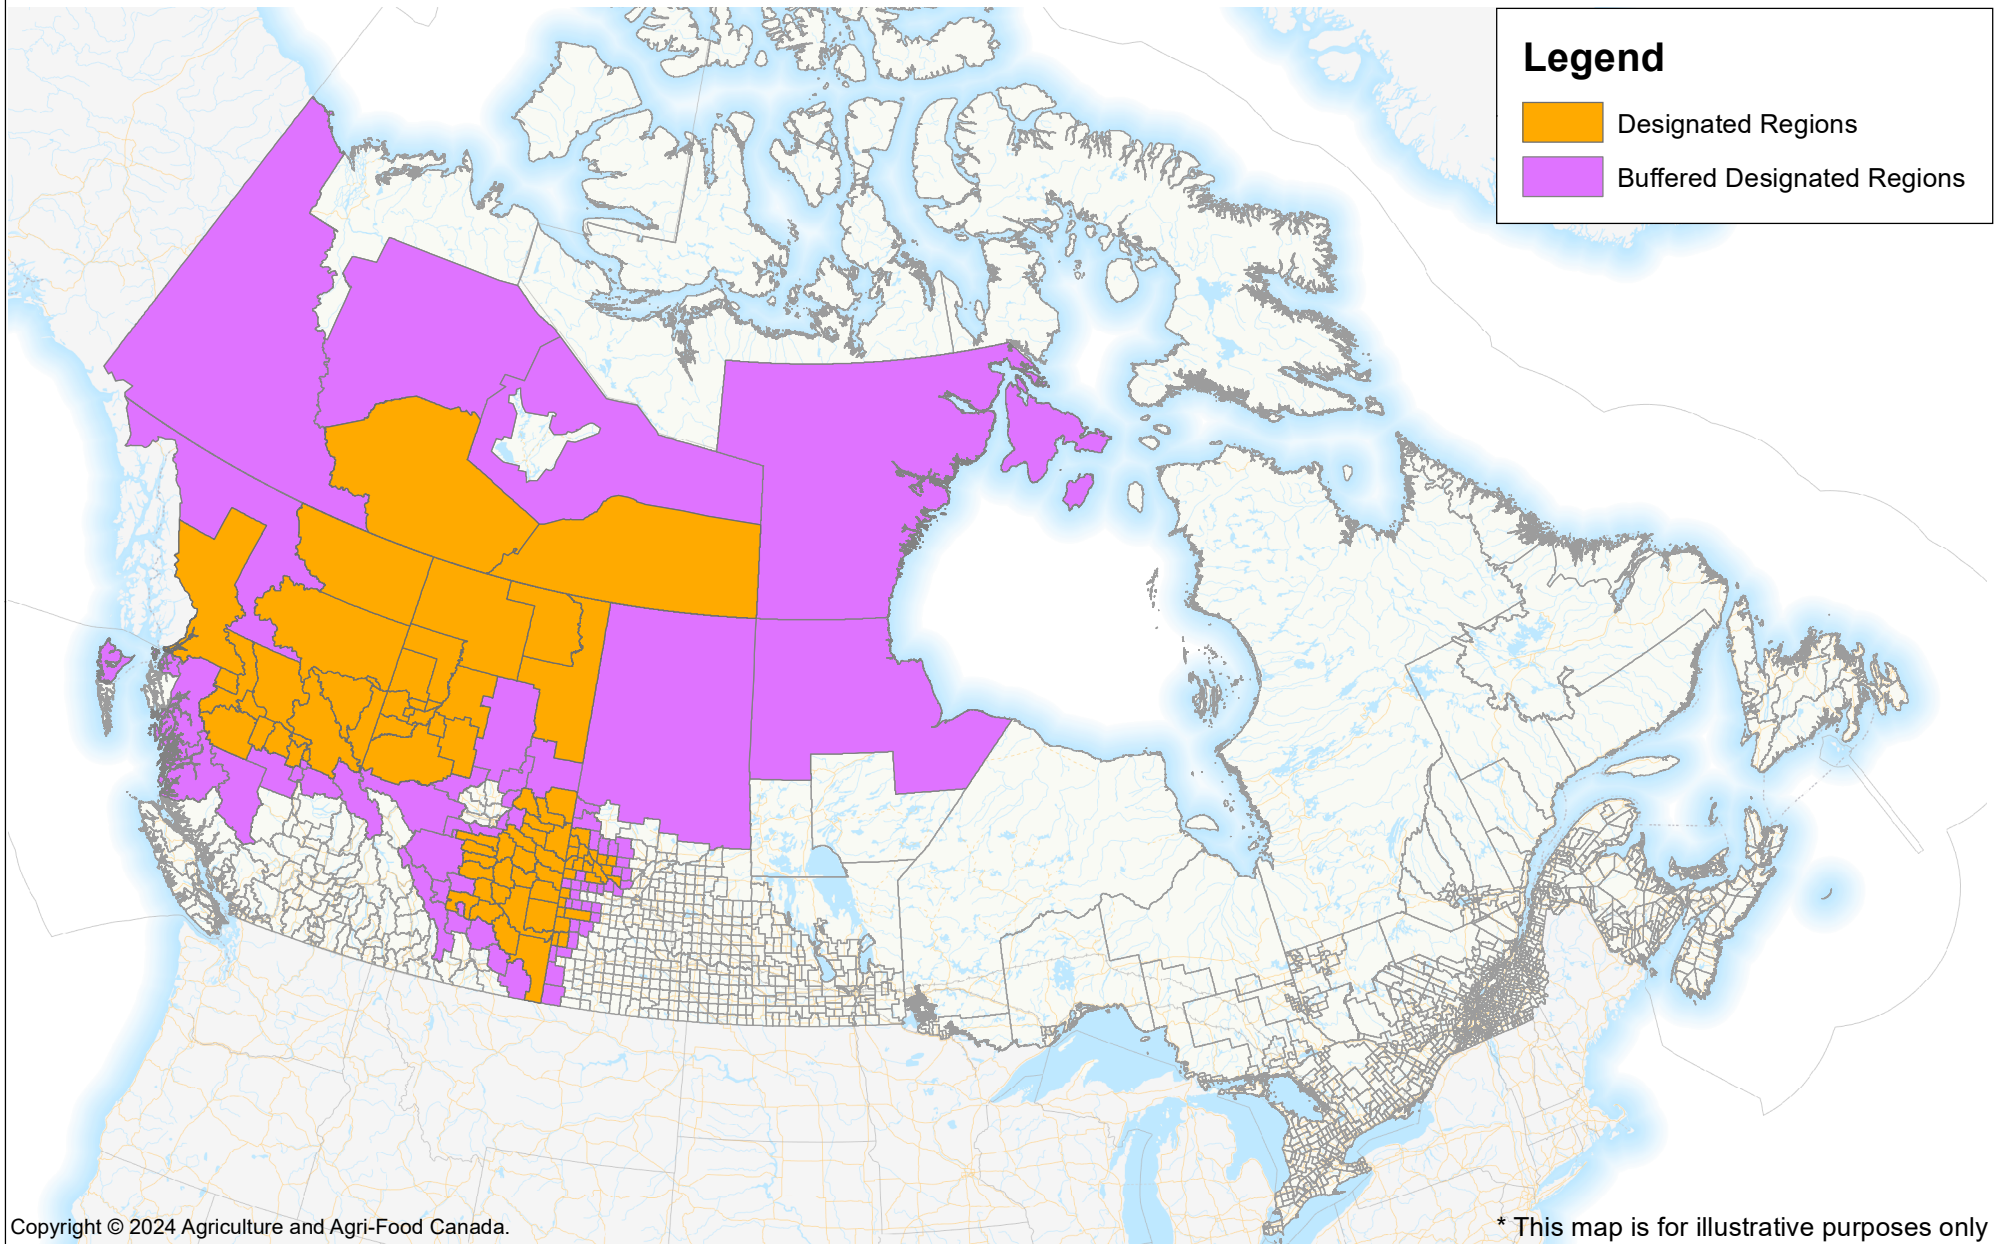 Legend
Designated Regions
Buffered Designated Regions
Copyright © 2024 Agriculture and Agri-Food Canada.
* This map is for illustrative purposes only